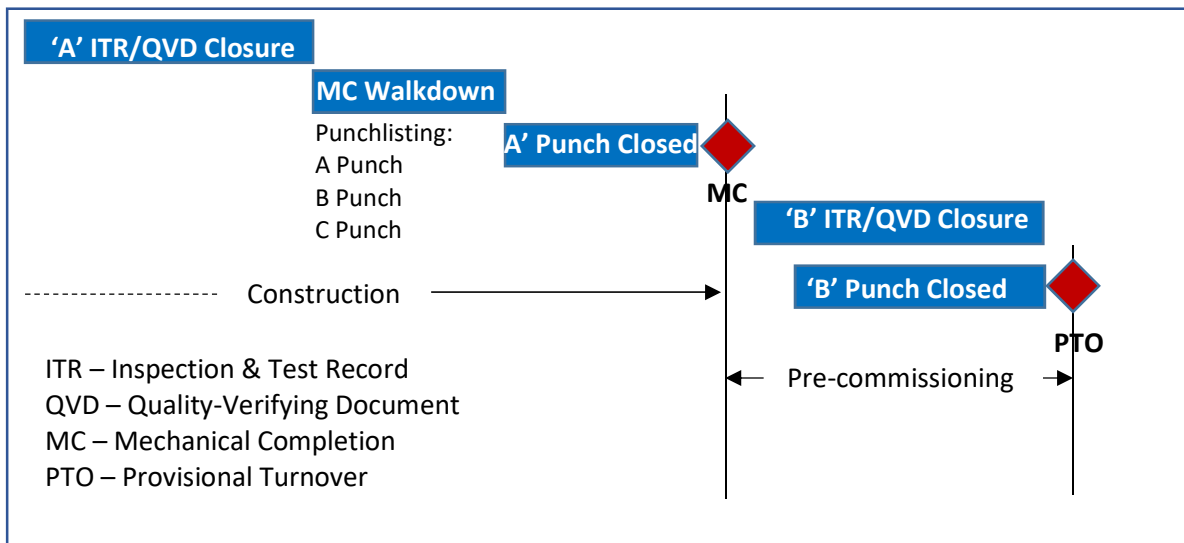 ‘A’ ITR/QVD Closure
MC Walkdown
Punchlisting:
A Punch
B Punch
C Punch
A’ Punch Closed
MC
‘B’ ITR/QVD Closure
‘B’ Punch Closed
PTO
Construction
Pre-commissioning
ITR – Inspection & Test Record
QVD – Quality-Verifying Document
MC – Mechanical Completion
PTO – Provisional Turnover